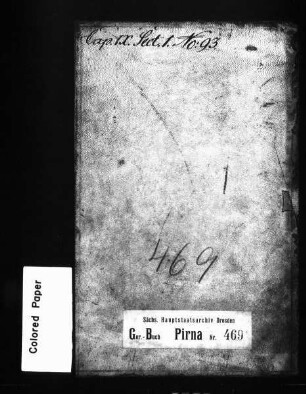 Cap. IX. Sect. 1. No. 93
1
469
Colored Paper
Sächs. Hauptstaatsarchiv Dresden
Ger.-Buch Pirna Nr. 469